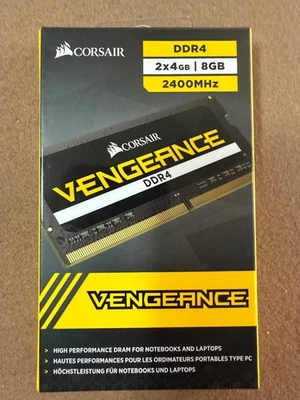 CORSAIR
DDR4
2x4GB | 8GB
2400MHz
CORSAIR
VENGEANCE
DDR4
VENGEANCE
> HIGH PERFORMANCE DRAM FOR NOTEBOOKS AND LAPTOPS
> HAUTES PERFORMANCES POUR LES ORDINATEURS PORTABLES TYPE PC
> HÖCHSTLEISTUNG FÜR NOTEBOOKS UND LAPTOPS